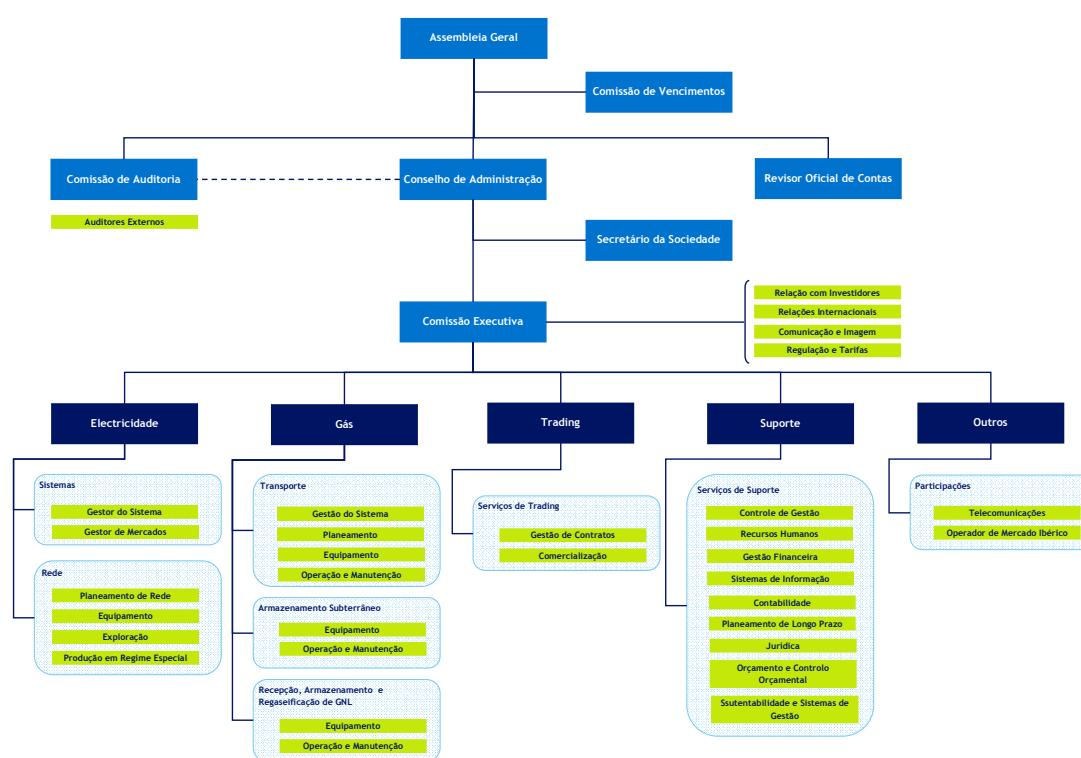 Assembleia Geral
Comissão de Vencimentos
Comissão de Auditoria
Conselho de Administração
Revisor Oficial de Contas
Auditores Externos
Secretário da Sociedade
Comissão Executiva
Relação com Investidores
Relações Internacionais
Comunicação e Imagem
Regulação e Tarifas
Electricidade
Gás
Trading
Suporte
Outros
Sistemas
Gestor do Sistema
Gestor de Mercados
Rede
Planeamento de Rede
Equipamento
Exploração
Produção em Regime Especial
Transporte
Gestão do Sistema
Planeamento
Equipamento
Operação e Manutenção
Armazenamento Subterrâneo
Equipamento
Operação e Manutenção
Recepção, Armazenamento e
Regaseificação de GNL
Equipamento
Operação e Manutenção
Serviços de Trading
Gestão de Contratos
Comercialização
Serviços de Suporte
Controle de Gestão
Recursos Humanos
Gestão Financeira
Sistemas de Informação
Contabilidade
Planeamento de Longo Prazo
Jurídica
Orçamento e Controlo
Orçamental
Ssutentabilidade e Sistemas de
Gestão
Participações
Telecomunicações
Operador de Mercado Ibérico